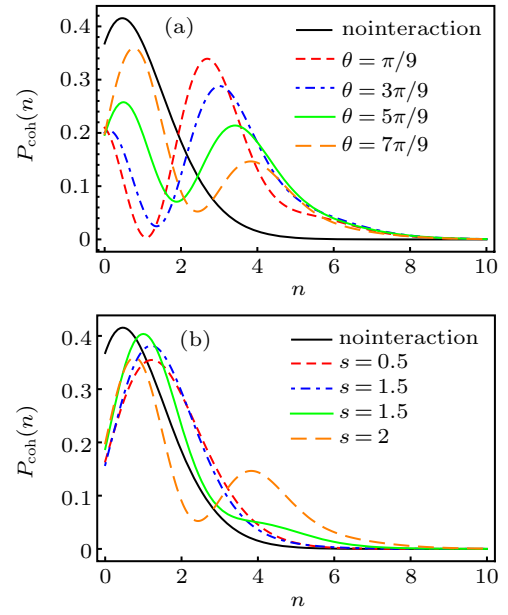 (a)
nointeraction
θ = π/9
θ = 3π/9
θ = 5π/9
θ = 7π/9
P_coh(n)
0.4
0.3
0.2
0.1
0
0 2 4 6 8 10
n
(b)
nointeraction
s = 0.5
s = 1.5
s = 1.5
s = 2
P_coh(n)
0.4
0.3
0.2
0.1
0
0 2 4 6 8 10
n